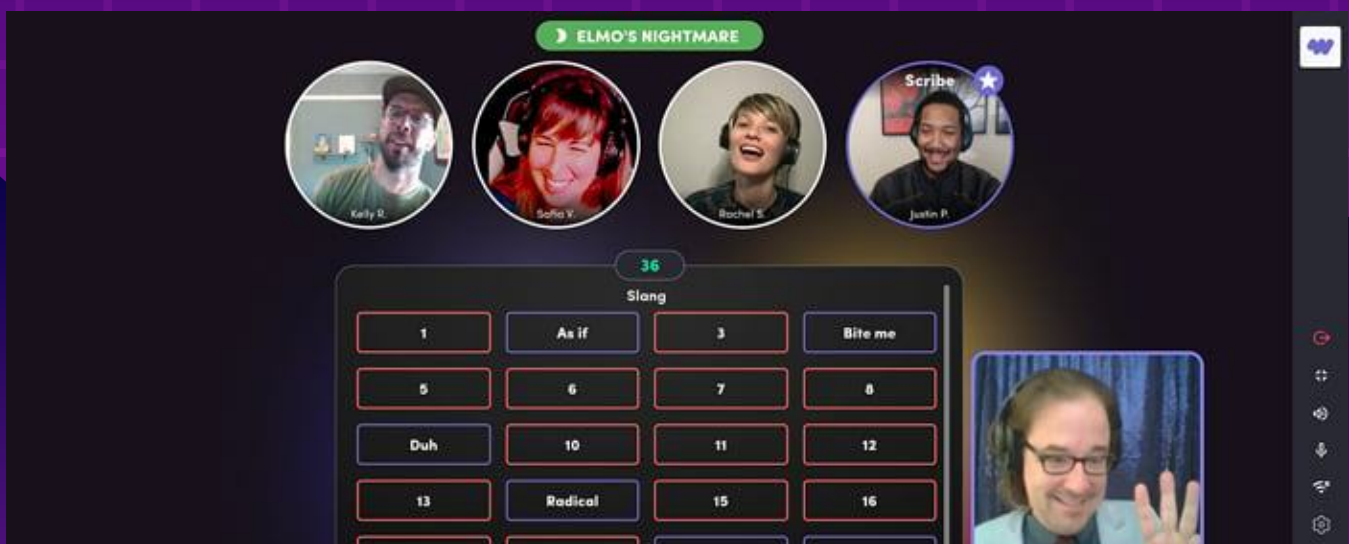 ELMO'S NIGHTMARE
Scribe
Kelly R.
Sofia V.
Rachel S.
Justin P.
36
Slang
1 As if 3 Bite me
5 6 7 8
Duh 10 11 12
13 Radical 15 16